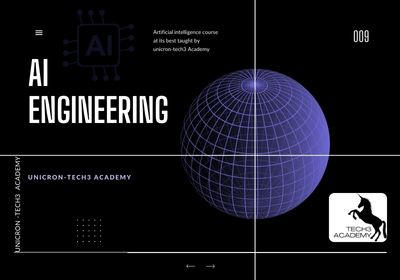 AI
Artificial intelligence course
at its best taught by
unicron-tech3 Academy
009
AI
ENGINEERING
UNICRON-TECH3 ACADEMY
UNICRON -TECH3 ACADEMY
TECH3
ACADEMY